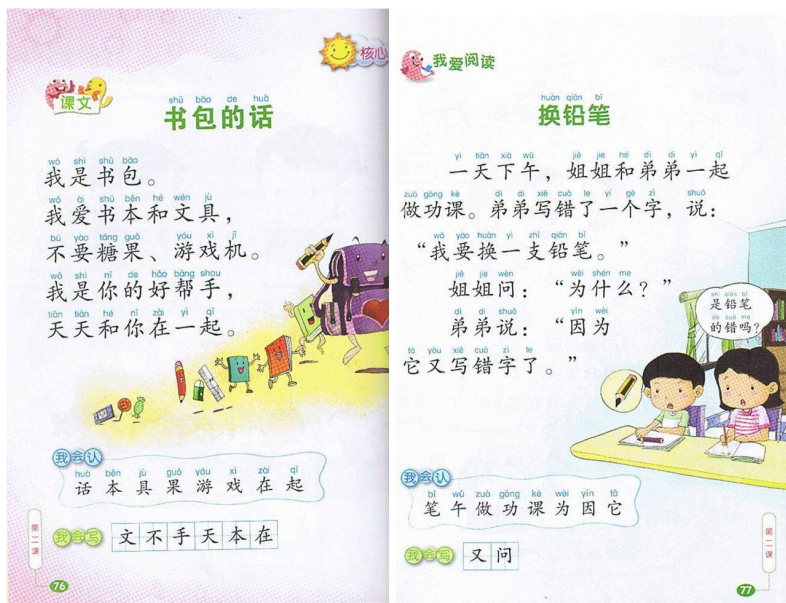 核心
课文
shū bāo de huà
书包的话
wǒ shì shū bāo
我是书包。
wǒ ài shū běn hé wén jù
我爱书本和文具，
bú yào táng guǒ yóu xì jī
不要糖果、游戏机。
wǒ shì nǐ de hǎo bāng shou
我是你的好帮手，
tiān tiān hé nǐ zài yì qǐ
天天和你在一起。
我会认
huà běn jù guǒ yóu xì zài qǐ
话 本 具 果 游 戏 在 起
我会写
文 不 手 天 本 在
第二课
76
我爱阅读
huàn qiān bǐ
换铅笔
yì tiān xià wǔ jiě jie hé dì di yì qǐ
一天下午，姐姐和弟弟一起
zuò gōng kè dì di xiě cuò le yí gè zì shuō
做功课。弟弟写错了一个字，说：
wǒ yào huàn yì zhī qiān bǐ
“我要换一支铅笔。”
jiě jie wèn wèi shén me
姐姐问：“为什么？”
dì di shuō yīn wèi
弟弟说：“因为
tā yòu xiě cuò zì le
它又写错字了。”
shì qiān bǐ
是铅笔
de cuò ma
的错吗？
我会认
bǐ wǔ zuò gōng kè wèi yīn tā
笔 午 做 功 课 为 因 它
我会写
又 问
第二课
77